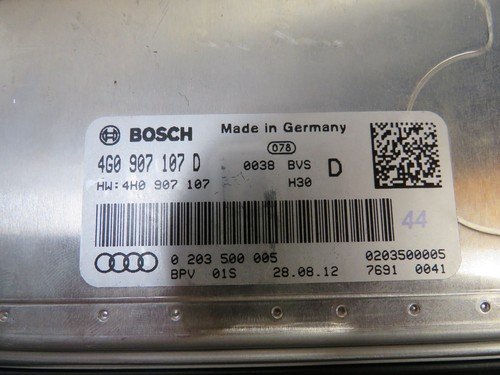 BOSCH Made in Germany
078
4G0 907 107 D 0038 BVS D
HW:4H0 907 107 H30
44
0 203 500 005 0203500005
BPV 01S 28.08.12 7691 0041